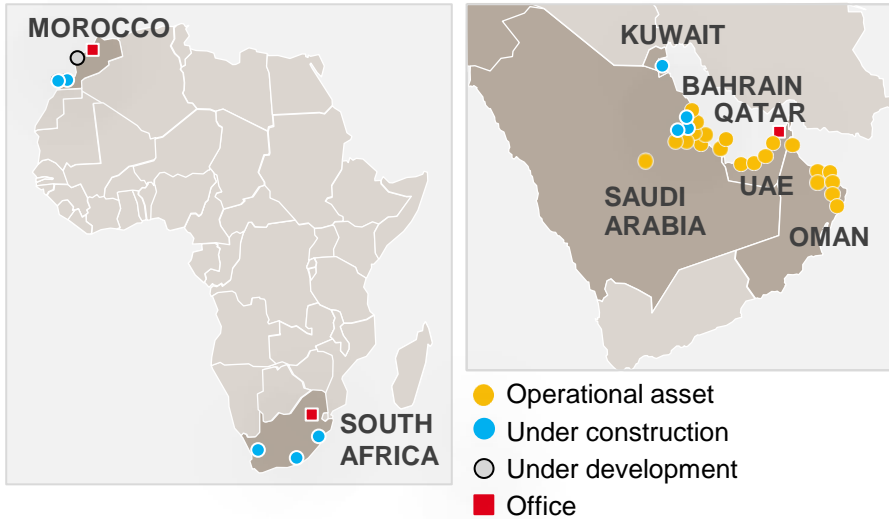 MOROCCO
SOUTH
AFRICA
KUWAIT
BAHRAIN
QATAR
SAUDI
ARABIA
UAE
OMAN
Operational asset
Under construction
Under development
Office